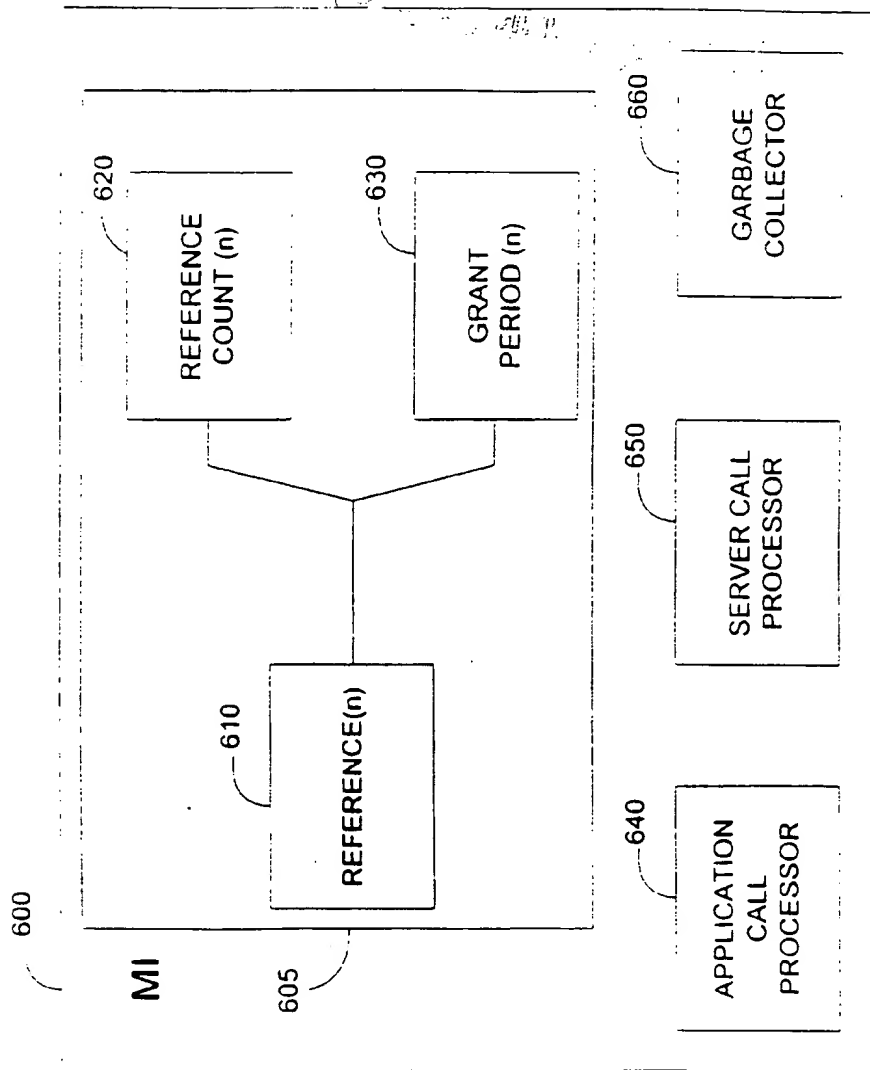 600
MI
605
610
REFERENCE(n)
620
REFERENCE
COUNT (n)
630
GRANT
PERIOD (n)
640
APPLICATION
CALL
PROCESSOR
650
SERVER CALL
PROCESSOR
660
GARBAGE
COLLECTOR